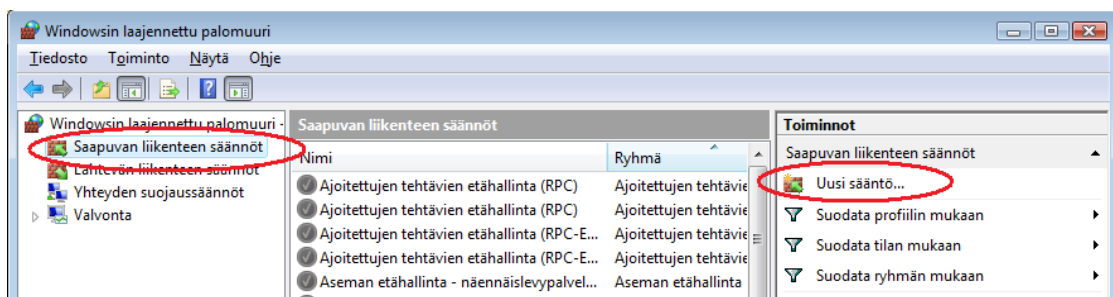 Windowsin laajennettu palomuuri
Tiedosto Toiminto Näytä Ohje
Windowsin laajennettu palomuuri -
Saapuvan liikenteen säännöt
Lähtevän liikenteen säännöt
Yhteyden suojaussäännöt
Valvonta
Saapuvan liikenteen säännöt
Nimi Ryhmä
Ajoitettujen tehtävien etähallinta (RPC) Ajoitettujen tehtävie
Ajoitettujen tehtävien etähallinta (RPC) Ajoitettujen tehtävie
Ajoitettujen tehtävien etähallinta (RPC-E... Ajoitettujen tehtävie
Ajoitettujen tehtävien etähallinta (RPC-E... Ajoitettujen tehtävie
Aseman etähallinta - näennäislevypalvel... Aseman etähallinta
Toiminnot
Saapuvan liikenteen säännöt
Uusi sääntö...
Suodata profiilin mukaan
Suodata tilan mukaan
Suodata ryhmän mukaan